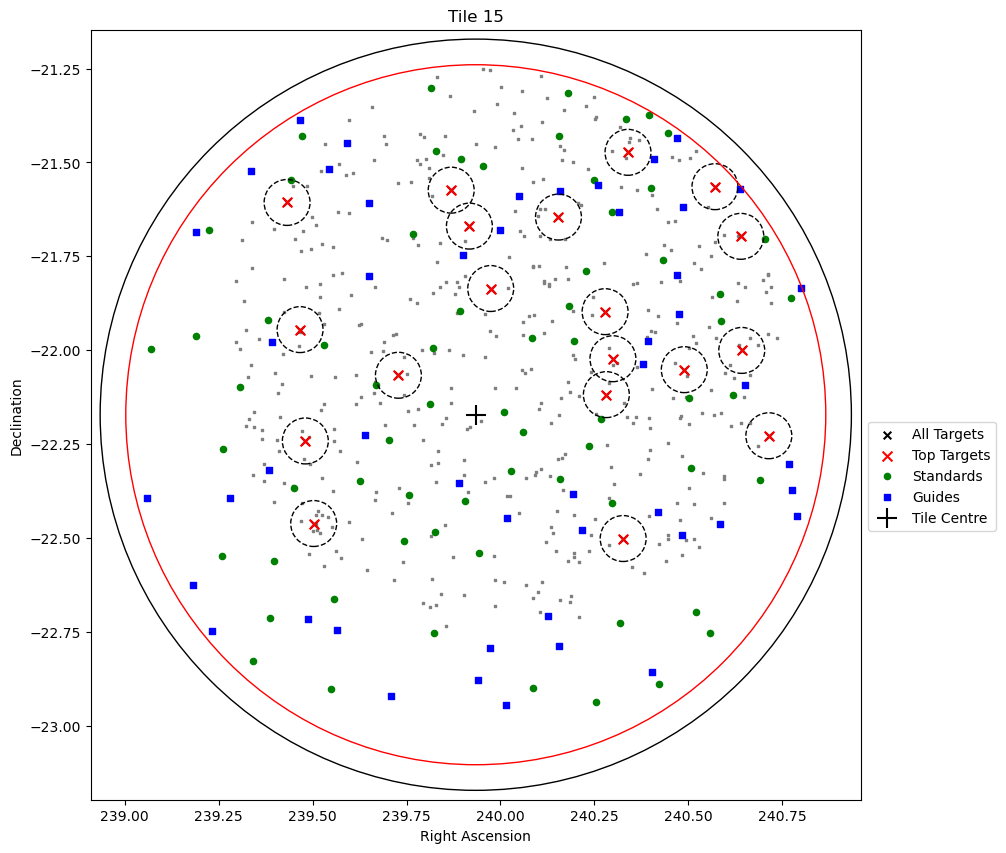 Tile 15
−21.25
−21.50
−21.75
−22.00
−22.25
−22.50
−22.75
−23.00
Declination
239.00 239.25 239.50 239.75 240.00 240.25 240.50 240.75
Right Ascension
All Targets
Top Targets
Standards
Guides
Tile Centre